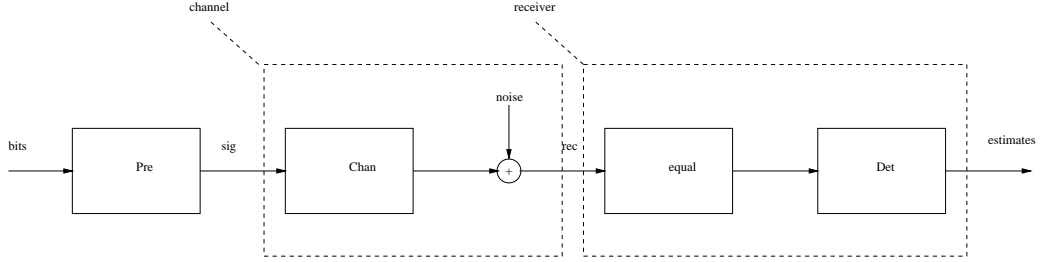 channel
receiver
noise
bits
sig
rec
estimates
Pre
Chan
+
equal
Det